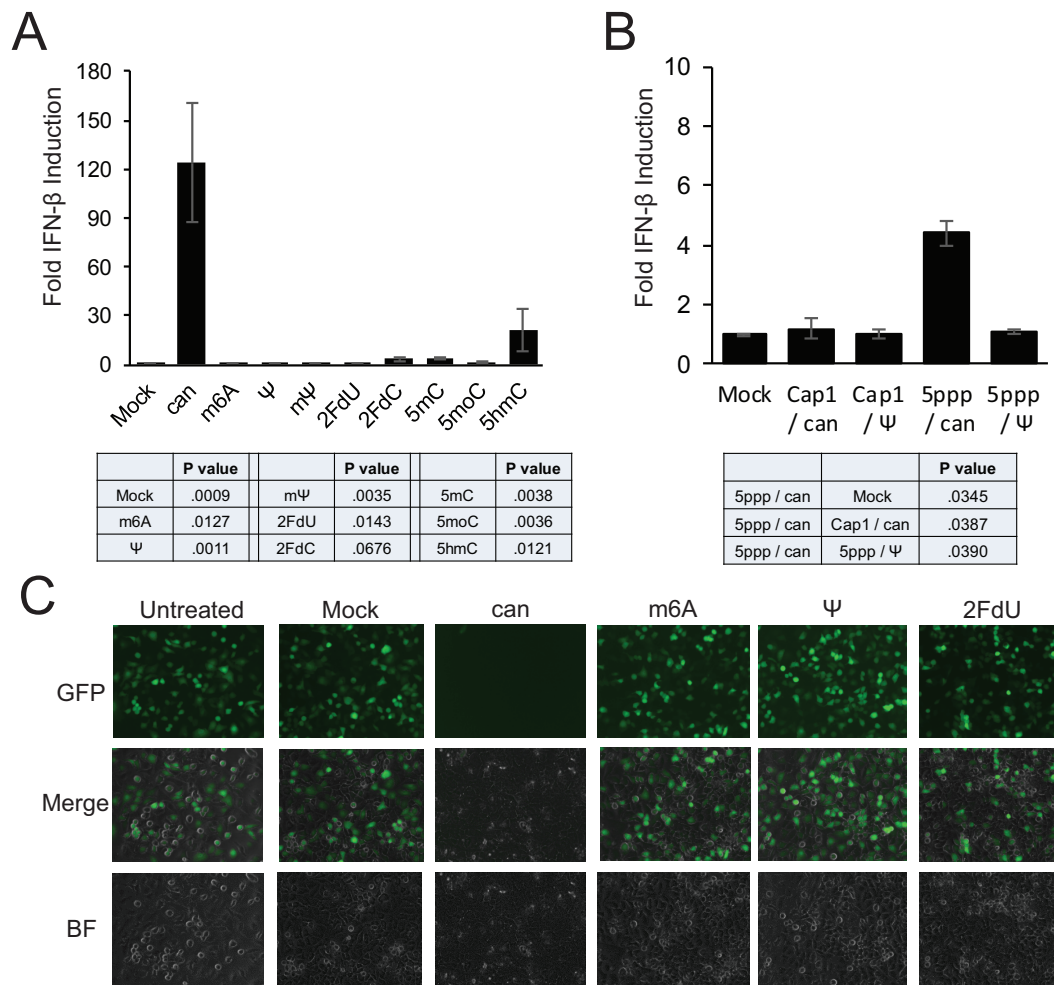 A
Fold IFN-β Induction
180
150
120
90
60
30
0
Mock can m6A Ψ mΨ 2FdU 2FdC 5mC 5moC 5hmC
P value P value P value
Mock .0009 mΨ .0035 5mC .0038
m6A .0127 2FdU .0143 5moC .0036
Ψ .0011 2FdC .0676 5hmC .0121
B
Fold IFN-β Induction
10
8
6
4
2
0
Mock Cap1 Cap1 5ppp 5ppp
/ can / Ψ / can / Ψ
P value
5ppp / can Mock .0345
5ppp / can Cap1 / can .0387
5ppp / can 5ppp / Ψ .0390
C
Untreated Mock can m6A Ψ 2FdU
GFP
Merge
BF